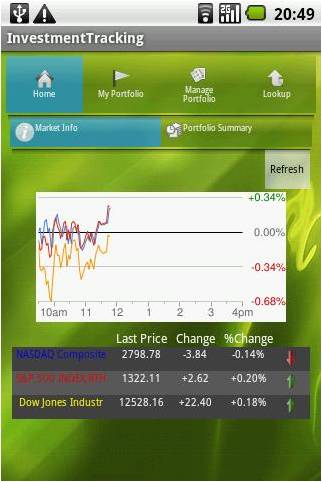 20:49
InvestmentTracking
Home
My Portfolio
Manage
Portfolio
Lookup
Market Info
Portfolio Summary
Refresh
+0.34%
0.00%
-0.34%
-0.68%
10am 11 12 1 2 3 4pm
Last Price Change %Change
NASDAQ Composite 2798.78 -3.84 -0.14%
S&P 500 INDEX,RTH 1322.11 +2.62 +0.20%
Dow Jones Industr 12528.16 +22.40 +0.18%